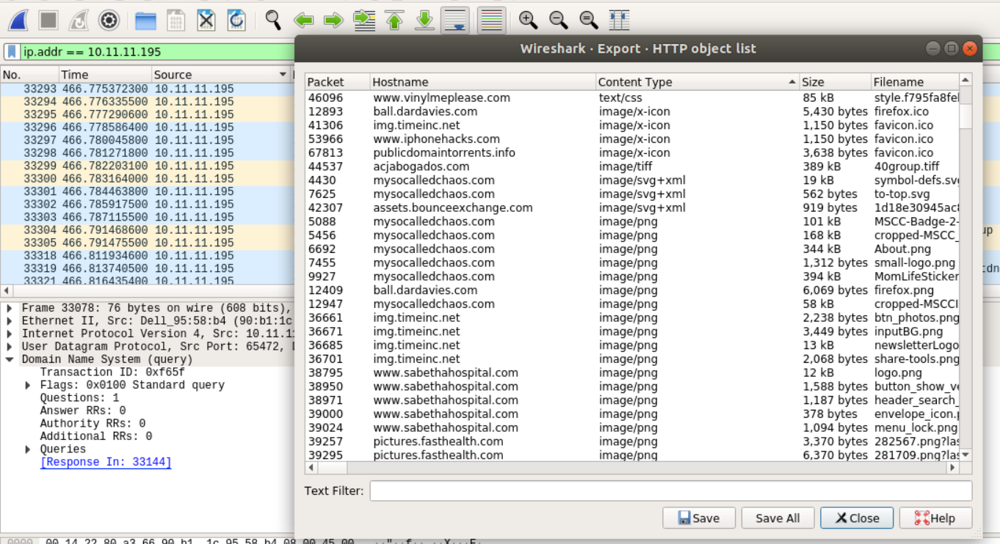 Wireshark · Export · HTTP object list
ip.addr == 10.11.11.195
No. Time Source
33293 466.775372300 10.11.11.195
33294 466.776335500 10.11.11.195
33295 466.777290600 10.11.11.195
33296 466.778586400 10.11.11.195
33297 466.780045800 10.11.11.195
33298 466.781271800 10.11.11.195
33299 466.782203100 10.11.11.195
33300 466.783164000 10.11.11.195
33301 466.784463800 10.11.11.195
33302 466.785917500 10.11.11.195
33303 466.787115500 10.11.11.195
33304 466.791468600 10.11.11.195
33305 466.791475500 10.11.11.195
33318 466.811934600 10.11.11.195
33319 466.813740500 10.11.11.195
33321 466.816435400 10.11.11.195
Frame 33078: 76 bytes on wire (608 bits),
Ethernet II, Src: Dell_95:58:b4 (90:b1:1c
Internet Protocol Version 4, Src: 10.11.1
User Datagram Protocol, Src Port: 65472,
Domain Name System (query)
Transaction ID: 0xf65f
Flags: 0x0100 Standard query
Questions: 1
Answer RRs: 0
Authority RRs: 0
Additional RRs: 0
Queries
[Response In: 33144]
Packet Hostname Content Type Size Filename
46096 www.vinylmeplease.com text/css 85 kB style.f795fa8fe
12893 ball.dardavies.com image/x-icon 5,430 bytes firefox.ico
41306 img.timeinc.net image/x-icon 1,150 bytes favicon.ico
53966 www.iphonehacks.com image/x-icon 1,150 bytes favicon.ico
67813 publicdomaintorrents.info image/x-icon 3,638 bytes favicon.ico
44537 acjabogados.com image/tiff 389 kB 40group.tiff
4430 mysocalledchaos.com image/svg+xml 19 kB symbol-defs.sv
7625 mysocalledchaos.com image/svg+xml 562 bytes to-top.svg
42307 assets.bounceexchange.com image/svg+xml 919 bytes 1d18e30945ac
5088 mysocalledchaos.com image/png 101 kB MSCC-Badge-2-
5456 mysocalledchaos.com image/png 168 kB cropped-MSCC_
6692 mysocalledchaos.com image/png 344 kB About.png
7455 mysocalledchaos.com image/png 1,312 bytes small-logo.png
9927 mysocalledchaos.com image/png 394 kB MomLifeSticker
12409 ball.dardavies.com image/png 6,069 bytes firefox.png
12947 mysocalledchaos.com image/png 58 kB cropped-MSCCI
36661 img.timeinc.net image/png 2,238 bytes btn_photos.png
36671 img.timeinc.net image/png 3,449 bytes inputBG.png
36685 img.timeinc.net image/png 13 kB newsletterLogo
36701 img.timeinc.net image/png 2,068 bytes share-tools.png
38795 www.sabethahospital.com image/png 12 kB logo.png
38950 www.sabethahospital.com image/png 1,588 bytes button_show_ve
38971 www.sabethahospital.com image/png 1,187 bytes header_search_
39000 www.sabethahospital.com image/png 378 bytes envelope_icon.p
39024 www.sabethahospital.com image/png 1,094 bytes menu_lock.png
39257 pictures.fasthealth.com image/png 3,370 bytes 282567.png?las
39295 pictures.fasthealth.com image/png 6,370 bytes 281709.png?las
Text Filter:
Save Save All Close Help